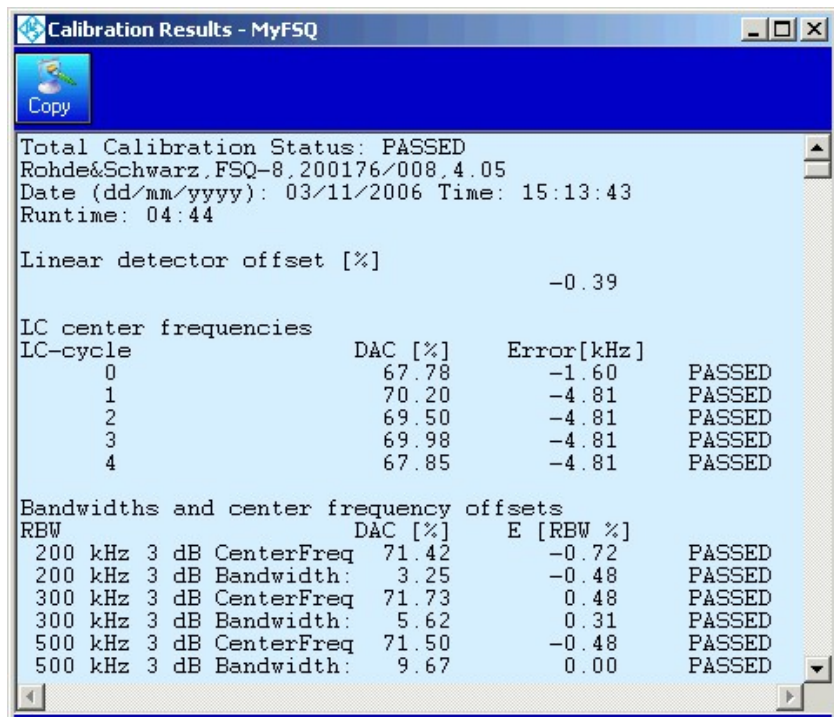 Calibration Results - MyFSQ
Copy
Total Calibration Status: PASSED
Rohde&Schwarz,FSQ-8,200176/008,4.05
Date (dd/mm/yyyy): 03/11/2006 Time: 15:13:43
Runtime: 04:44
Linear detector offset [%]
-0.39
LC center frequencies
LC-cycle DAC [%] Error[kHz]
0 67.78 -1.60 PASSED
1 70.20 -4.81 PASSED
2 69.50 -4.81 PASSED
3 69.98 -4.81 PASSED
4 67.85 -4.81 PASSED
Bandwidths and center frequency offsets
RBW DAC [%] E [RBW %]
200 kHz 3 dB CenterFreq 71.42 -0.72 PASSED
200 kHz 3 dB Bandwidth: 3.25 -0.48 PASSED
300 kHz 3 dB CenterFreq 71.73 0.48 PASSED
300 kHz 3 dB Bandwidth: 5.62 0.31 PASSED
500 kHz 3 dB CenterFreq 71.50 -0.48 PASSED
500 kHz 3 dB Bandwidth: 9.67 0.00 PASSED